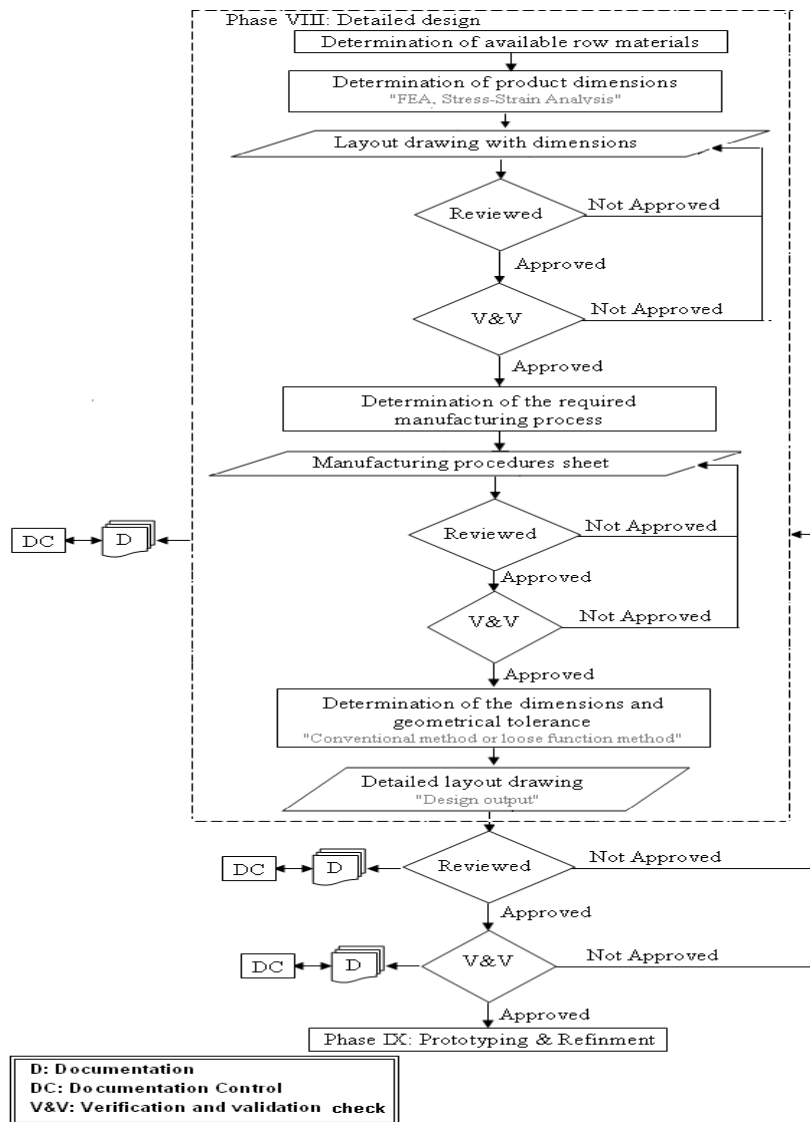 Phase VIII: Detailed design
Determination of available row materials
Determination of product dimensions
"FEA, Stress-Strain Analysis"
Layout drawing with dimensions
Reviewed
Not Approved
Approved
V&V
Not Approved
Approved
Determination of the required
manufacturing process
Manufacturing procedures sheet
Reviewed
Not Approved
DC
D
Approved
V&V
Not Approved
Approved
Determination of the dimensions and
geometrical tolerance
"Conventional method or loose function method"
Detailed layout drawing
"Design output"
DC
D
Reviewed
Not Approved
Approved
DC
D
V&V
Not Approved
Approved
Phase IX: Prototyping & Refinment
D: Documentation
DC: Documentation Control
V&V: Verification and validation check